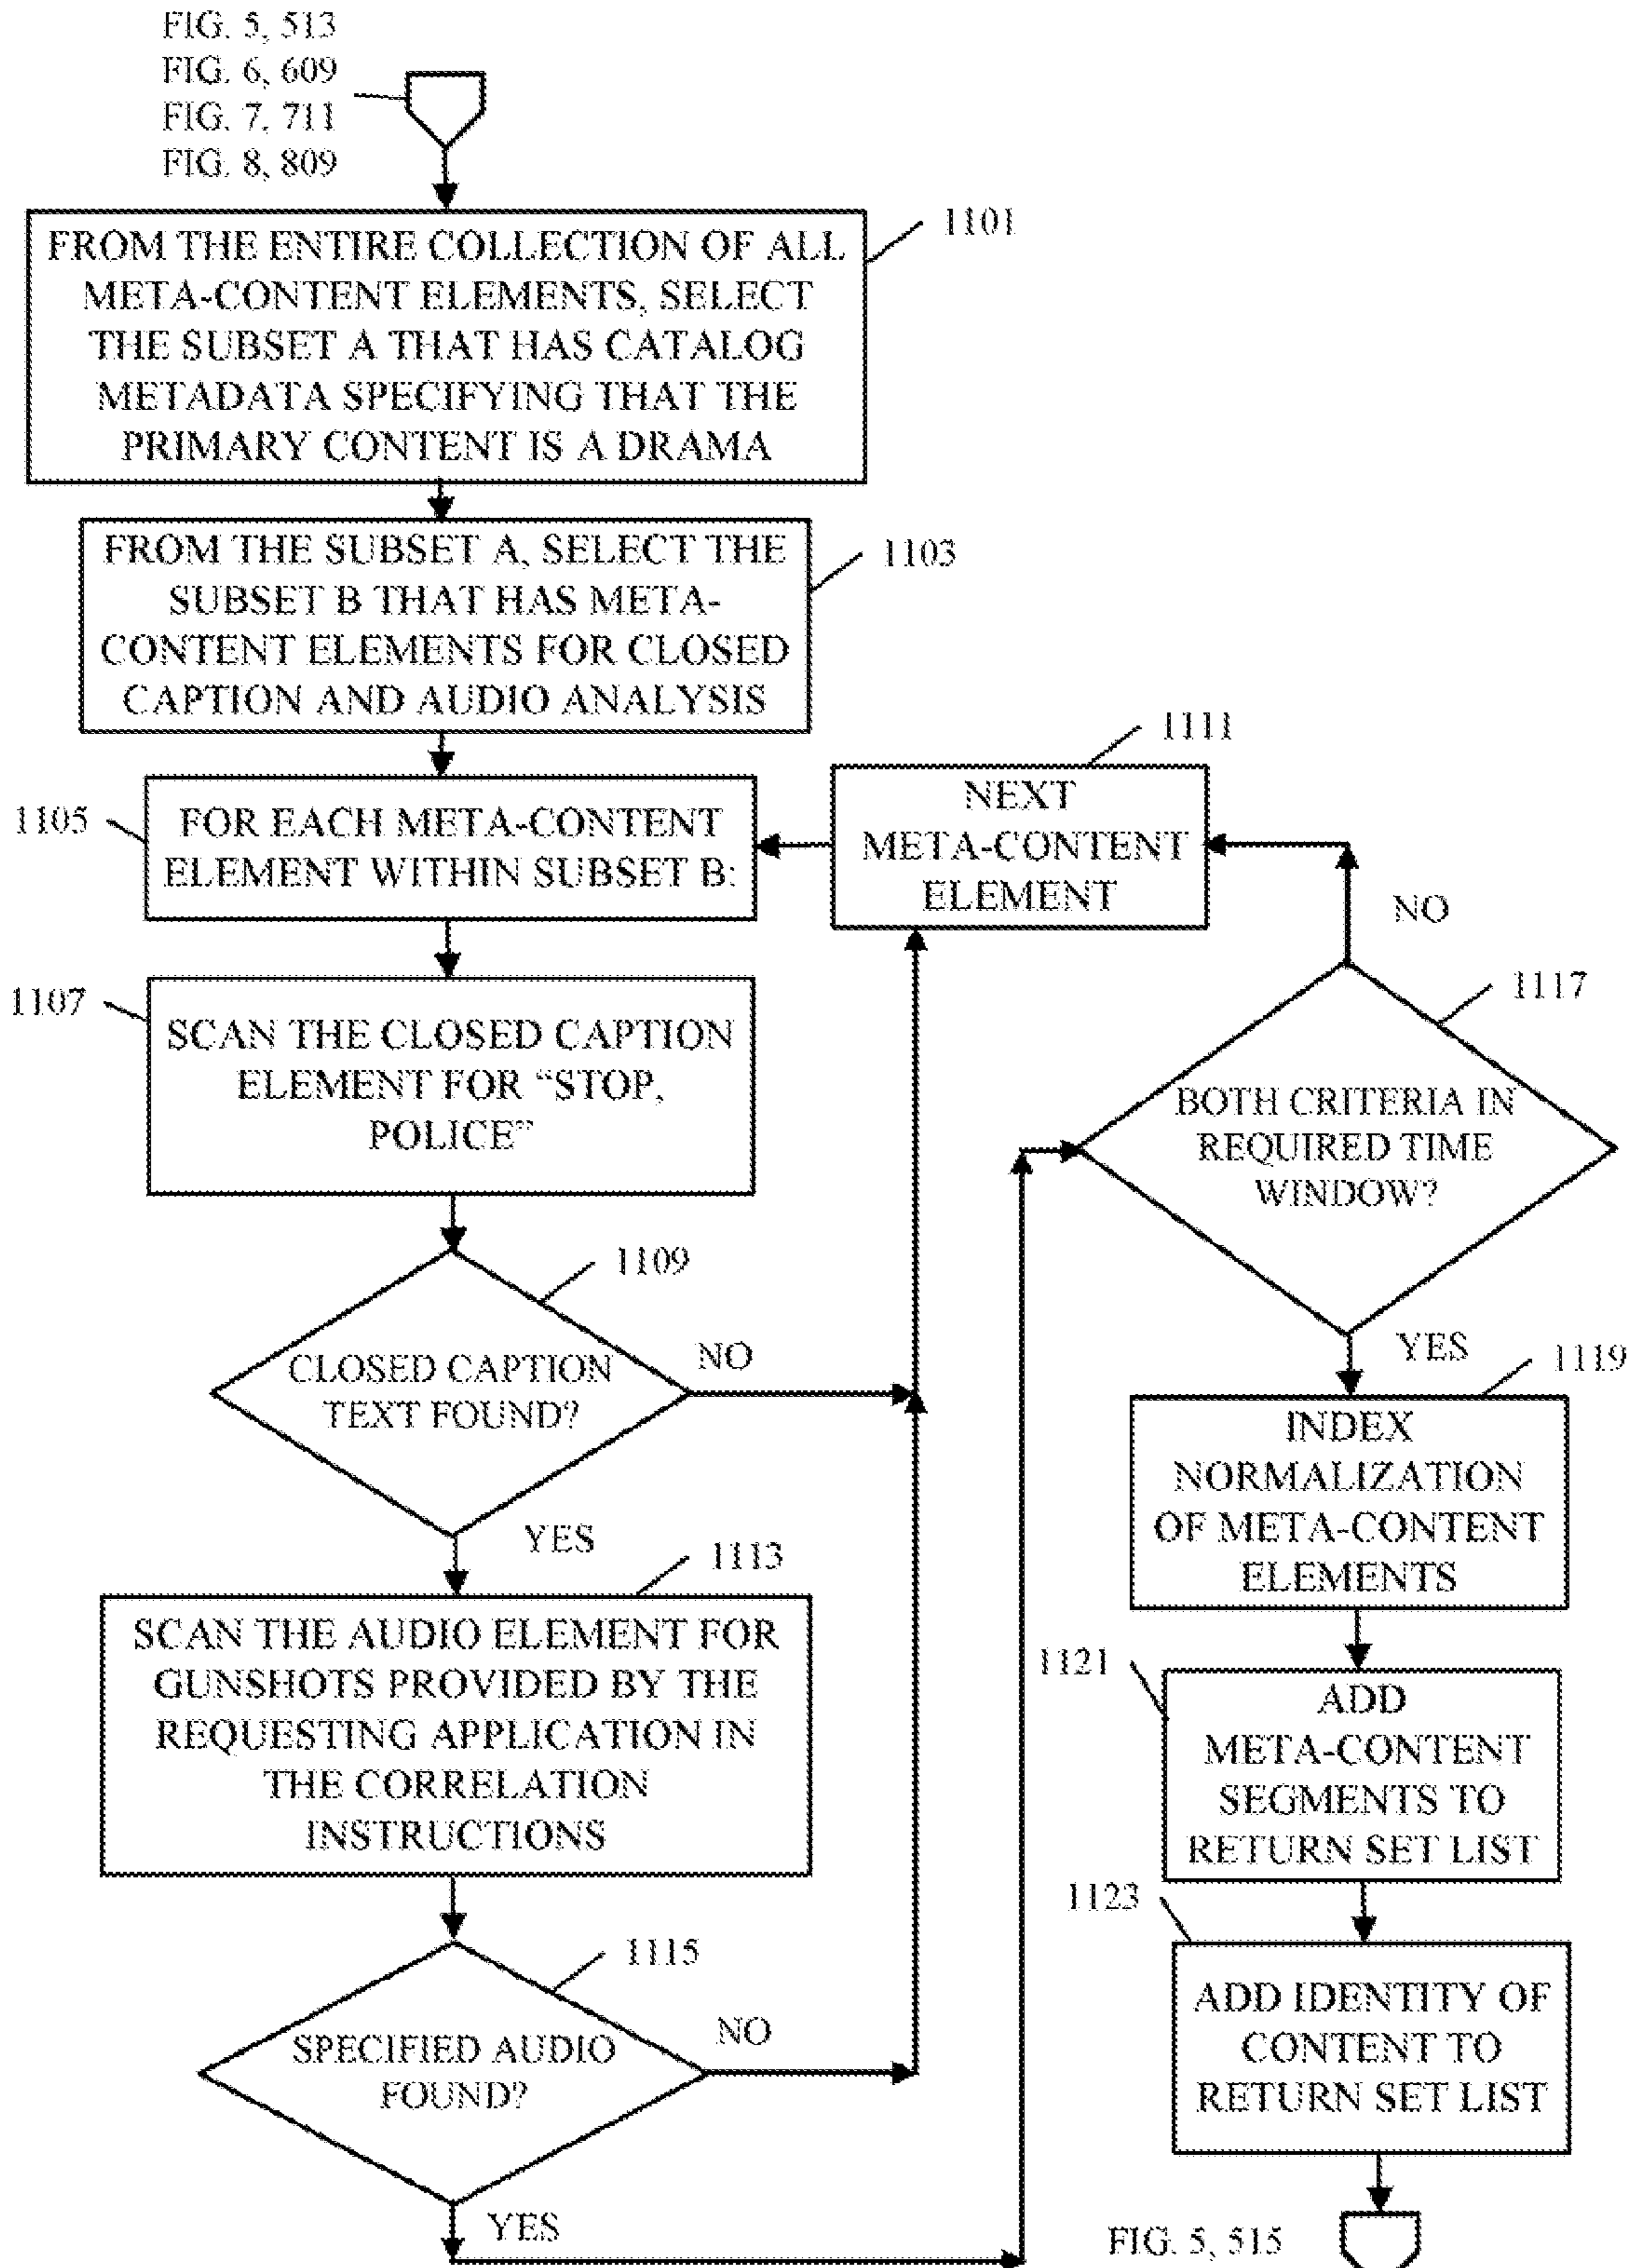 FIG. 5, 513
FIG. 6, 609
FIG. 7, 711
FIG. 8, 809
1101
FROM THE ENTIRE COLLECTION OF ALL
META-CONTENT ELEMENTS, SELECT
THE SUBSET A THAT HAS CATALOG
METADATA SPECIFYING THAT THE
PRIMARY CONTENT IS A DRAMA
1103
FROM THE SUBSET A, SELECT THE
SUBSET B THAT HAS META-
CONTENT ELEMENTS FOR CLOSED
CAPTION AND AUDIO ANALYSIS
1105
FOR EACH META-CONTENT
ELEMENT WITHIN SUBSET B:
1111
NEXT
META-CONTENT
ELEMENT
1107
SCAN THE CLOSED CAPTION
ELEMENT FOR “STOP,
POLICE”
1109
CLOSED CAPTION
TEXT FOUND?
NO
YES
1113
SCAN THE AUDIO ELEMENT FOR
GUNSHOTS PROVIDED BY THE
REQUESTING APPLICATION IN
THE CORRELATION
INSTRUCTIONS
1115
SPECIFIED AUDIO
FOUND?
NO
YES
NO
1117
BOTH CRITERIA IN
REQUIRED TIME
WINDOW?
YES
1119
INDEX
NORMALIZATION
OF META-CONTENT
ELEMENTS
1121
ADD
META-CONTENT
SEGMENTS TO
RETURN SET LIST
1123
ADD IDENTITY OF
CONTENT TO
RETURN SET LIST
FIG. 5, 515